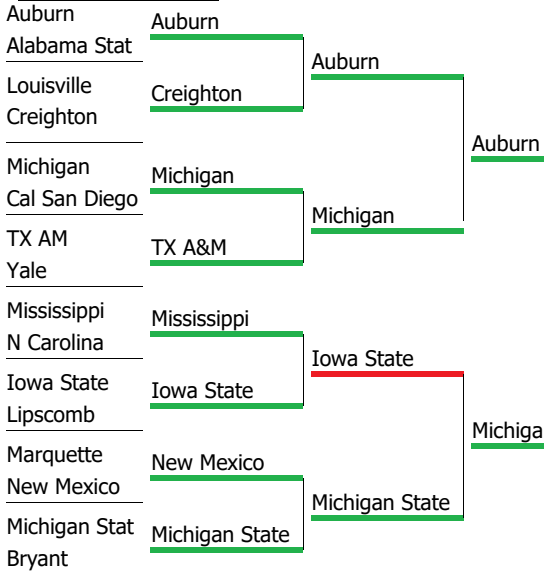 Auburn
Alabama Stat
Louisville
Creighton
Michigan
Cal San Diego
TX AM
Yale
Mississippi
N Carolina
Iowa State
Lipscomb
Marquette
New Mexico
Michigan Stat
Bryant
Auburn
Creighton
Michigan
TX A&M
Mississippi
Iowa State
New Mexico
Michigan State
Auburn
Michigan
Iowa State
Michigan State
Auburn
Michiga